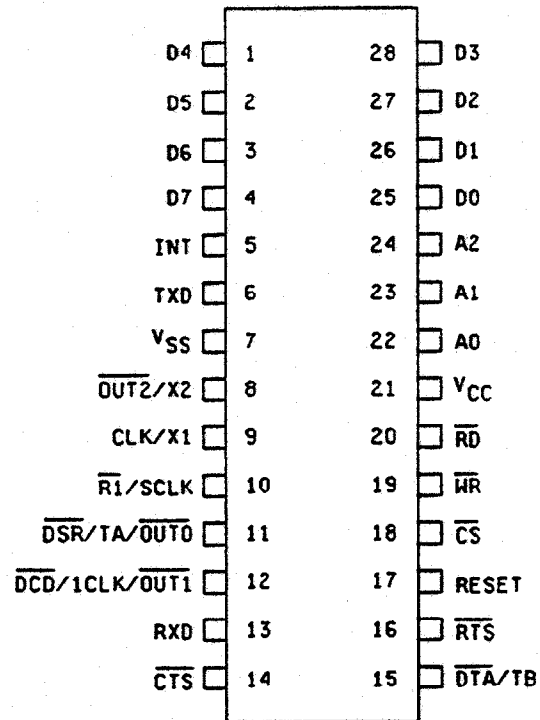 D4 1 28 D3
D5 2 27 D2
D6 3 26 D1
D7 4 25 D0
INT 5 24 A2
TXD 6 23 A1
VSS 7 22 A0
OUT2/X2 8 21 VCC
CLK/X1 9 20 RD
R1/SCLK 10 19 WR
DSR/TA/OUT0 11 18 CS
DCD/1CLK/OUT1 12 17 RESET
RXD 13 16 RTS
CTS 14 15 DTA/TB